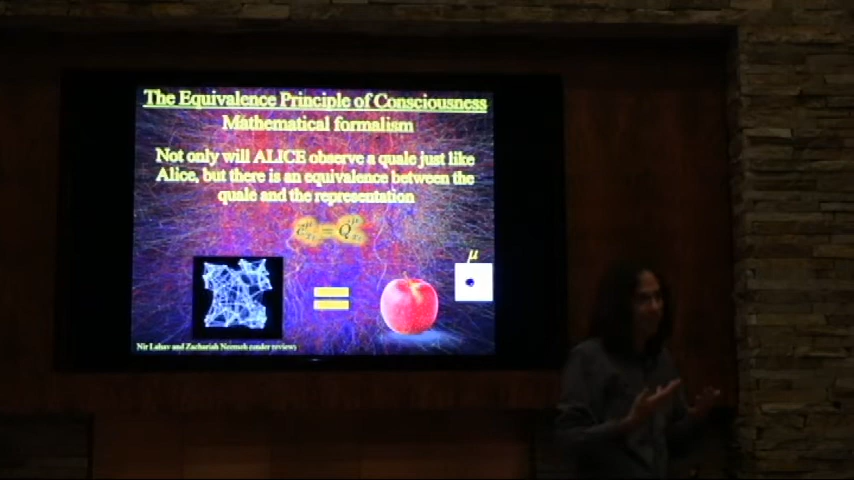 The Equivalence Principle of Consciousness
Mathematical formalism
Not only will ALICE observe a quale just like
Alice, but there is an equivalence between the
quale and the representation
μ
=
Nir Lahav and Zachariah Neemeh (under review)